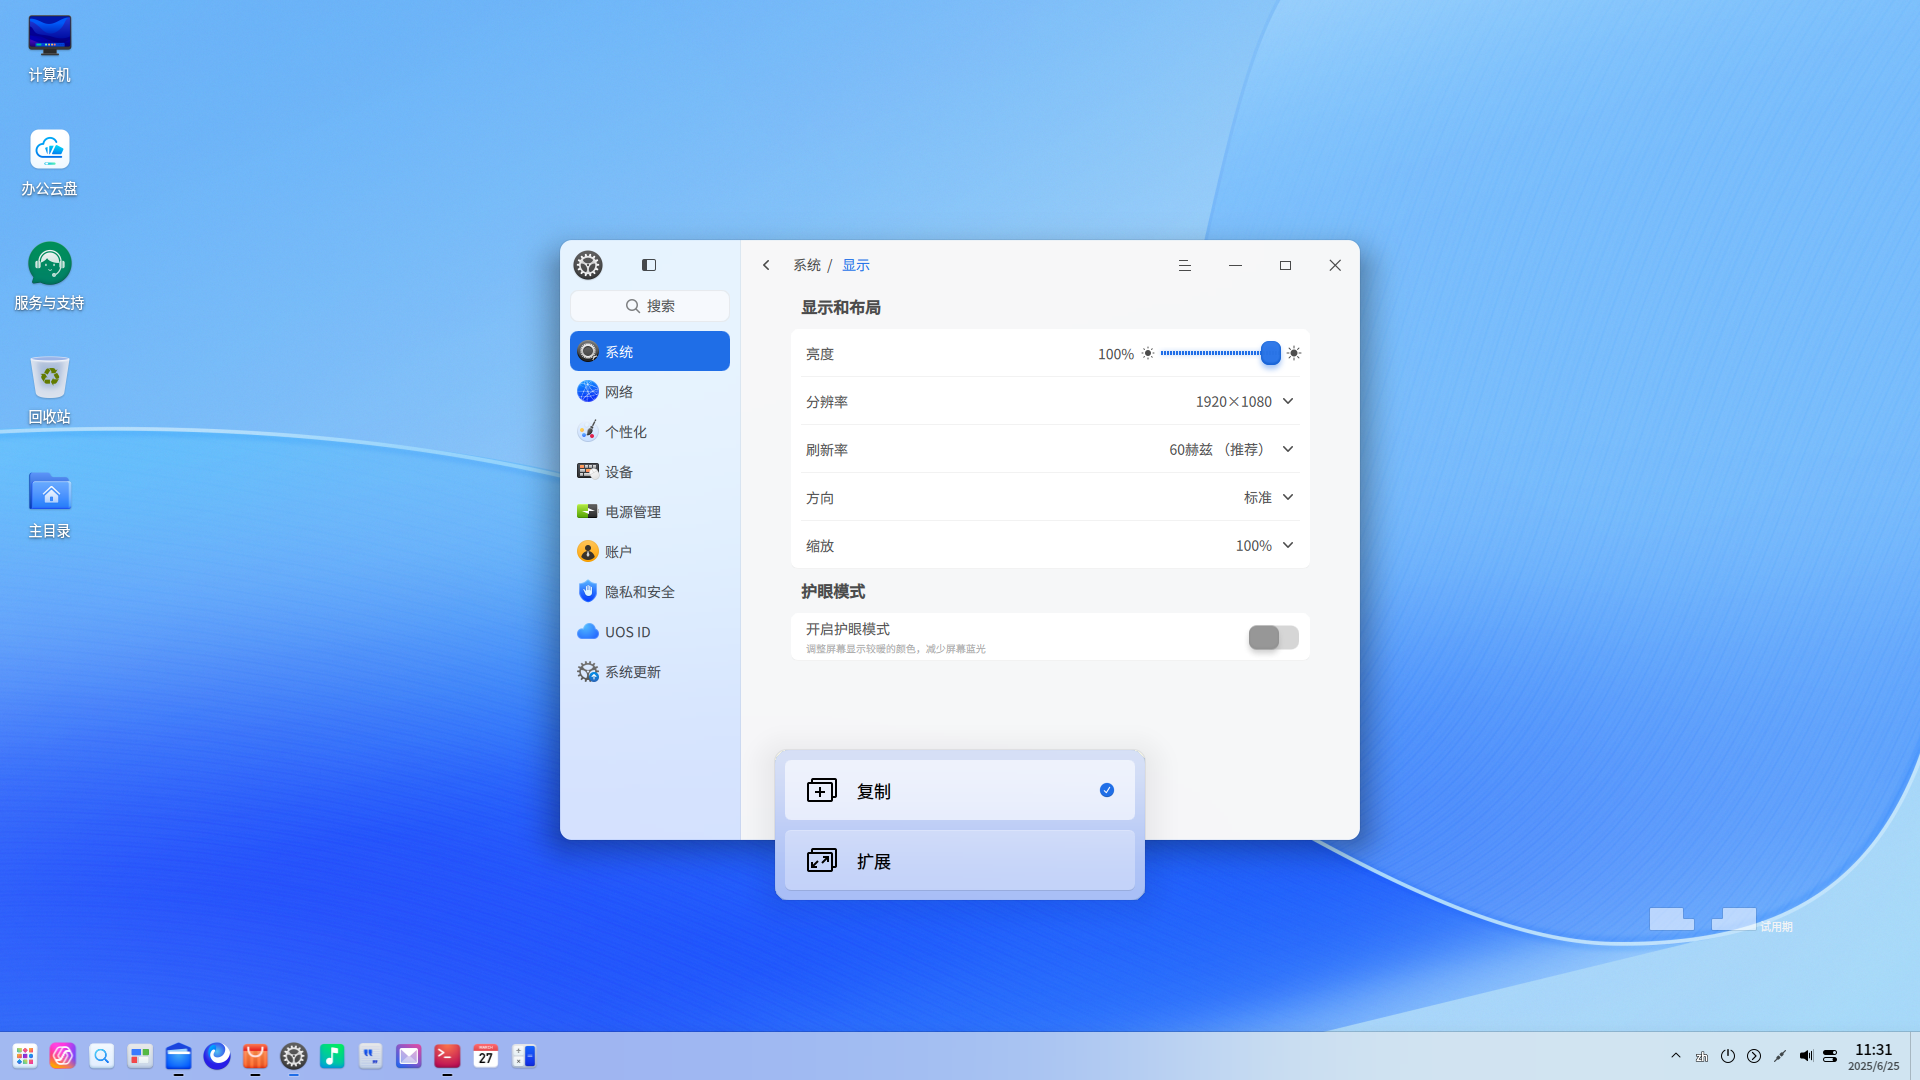 计算机
办公云盘
服务与支持
回收站
主目录
搜索
系统
网络
个性化
设备
电源管理
账户
隐私和安全
UOS ID
系统更新
系统 / 显示
显示和布局
亮度 100%
分辨率 1920×1080
刷新率 60赫兹 （推荐）
方向 标准
缩放 100%
护眼模式
开启护眼模式
调整屏幕显示较暖的颜色，减少屏幕蓝光
复制
扩展
试用期
MARCH
27
zh
11:31
2025/6/25